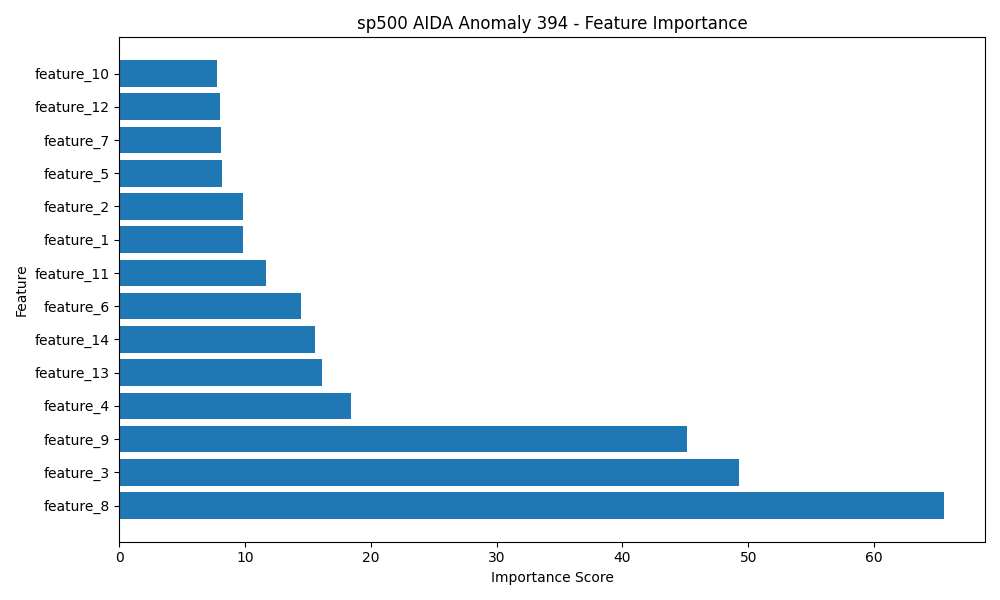 sp500 AIDA Anomaly 394 - Feature Importance
feature_10
feature_12
feature_7
feature_5
feature_2
feature_1
feature_11
feature_6
feature_14
feature_13
feature_4
feature_9
feature_3
feature_8
Feature
0 10 20 30 40 50 60
Importance Score